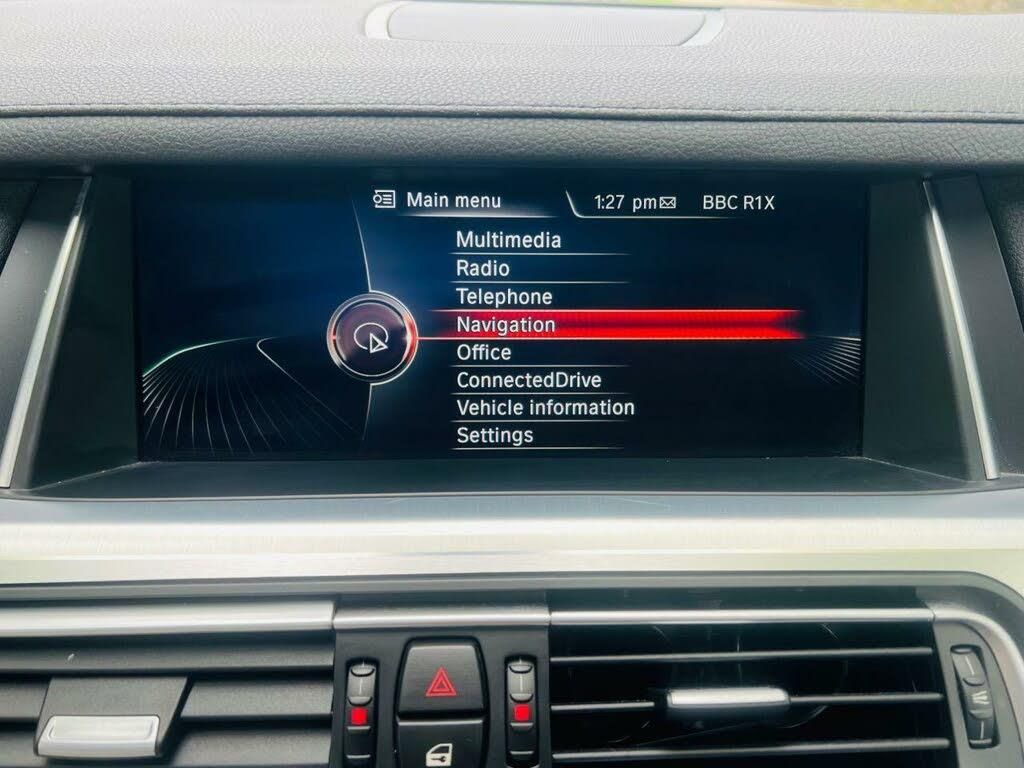 Main menu 1:27 pm BBC R1X
Multimedia
Radio
Telephone
Navigation
Office
ConnectedDrive
Vehicle information
Settings